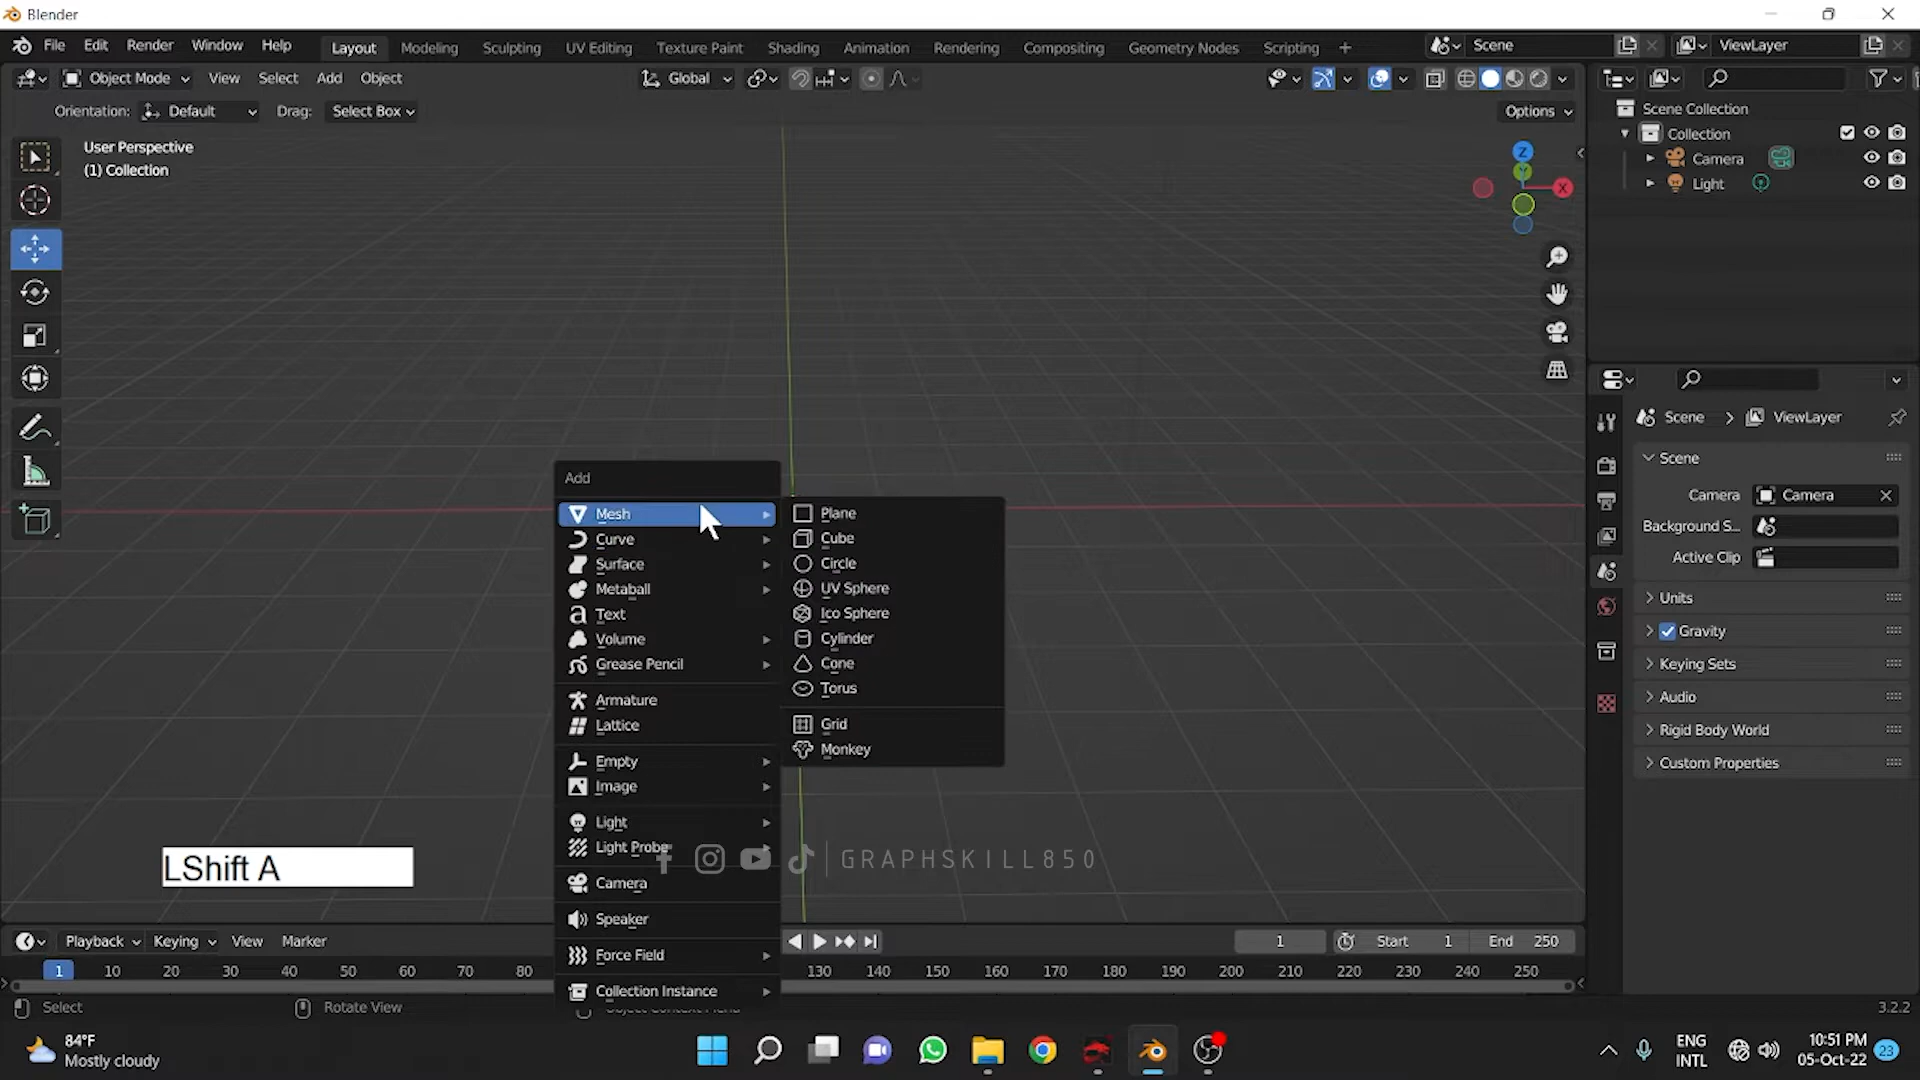 Blender
File Edit Render Window Help Layout Modeling Sculpting UV Editing Texture Paint Shading Animation Rendering Compositing Geometry Nodes Scripting + Scene ViewLayer
Object Mode View Select Add Object Global
Orientation: Default Drag: Select Box Options
User Perspective
(1) Collection
Z
Y
X
Scene Collection
Collection
Camera
Light
Scene > ViewLayer
Scene
Camera Camera
Background S...
Active Clip
Units
Gravity
Keying Sets
Audio
Rigid Body World
Custom Properties
Add
Mesh
Curve
Surface
Metaball
Text
Volume
Grease Pencil
Armature
Lattice
Empty
Image
Light
Light Probe
Camera
Speaker
Force Field
Collection Instance
Plane
Cube
Circle
UV Sphere
Ico Sphere
Cylinder
Cone
Torus
Grid
Monkey
LShift A
GRAPHSKILL850
Playback Keying View Marker 1 Start 1 End 250
1 10 20 30 40 50 60 70 80 130 140 150 160 170 180 190 200 210 220 230 240 250
Select Rotate View Object Context Menu 3.2.2
84°F
Mostly cloudy
ENG
INTL
10:51 PM
05-Oct-22
23